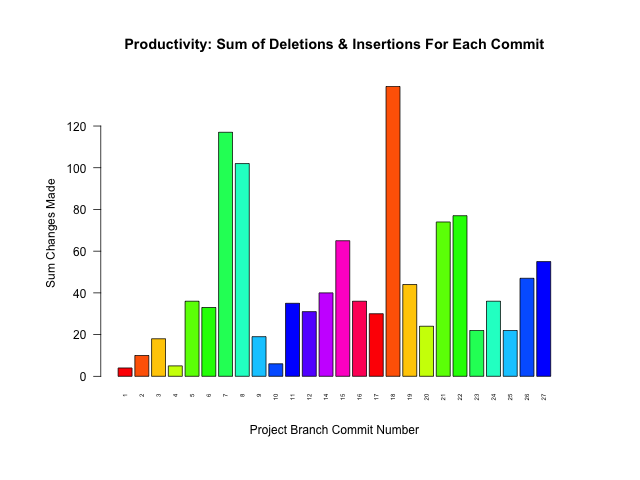 Productivity: Sum of Deletions & Insertions For Each Commit
Sum Changes Made
120
100
80
60
40
20
0
1 2 3 4 5 6 7 8 9 10 11 12 14 15 16 17 18 19 20 21 22 23 24 25 26 27
Project Branch Commit Number